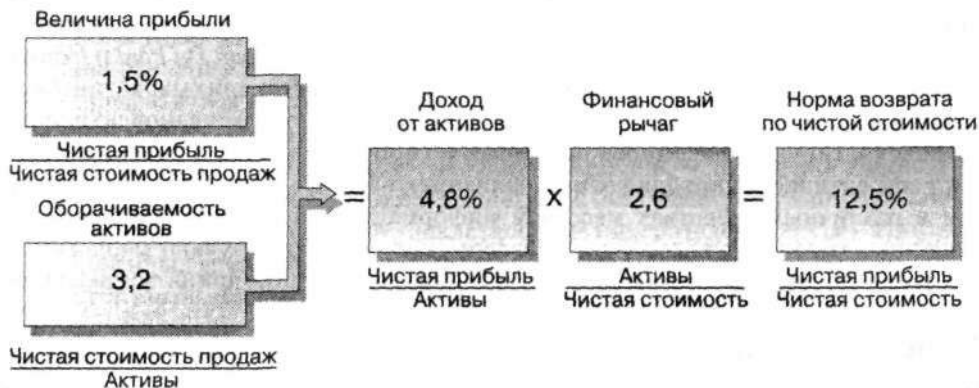 Величина прибыли
1,5%
Чистая прибыль
Чистая стоимость продаж
Оборачиваемость
активов
3,2
Чистая стоимость продаж
Активы
=
Доход
от активов
4,8%
Чистая прибыль
Активы
x
Финансовый
рычаг
2,6
Активы
Чистая стоимость
=
Норма возврата
по чистой стоимости
12,5%
Чистая прибыль
Чистая стоимость